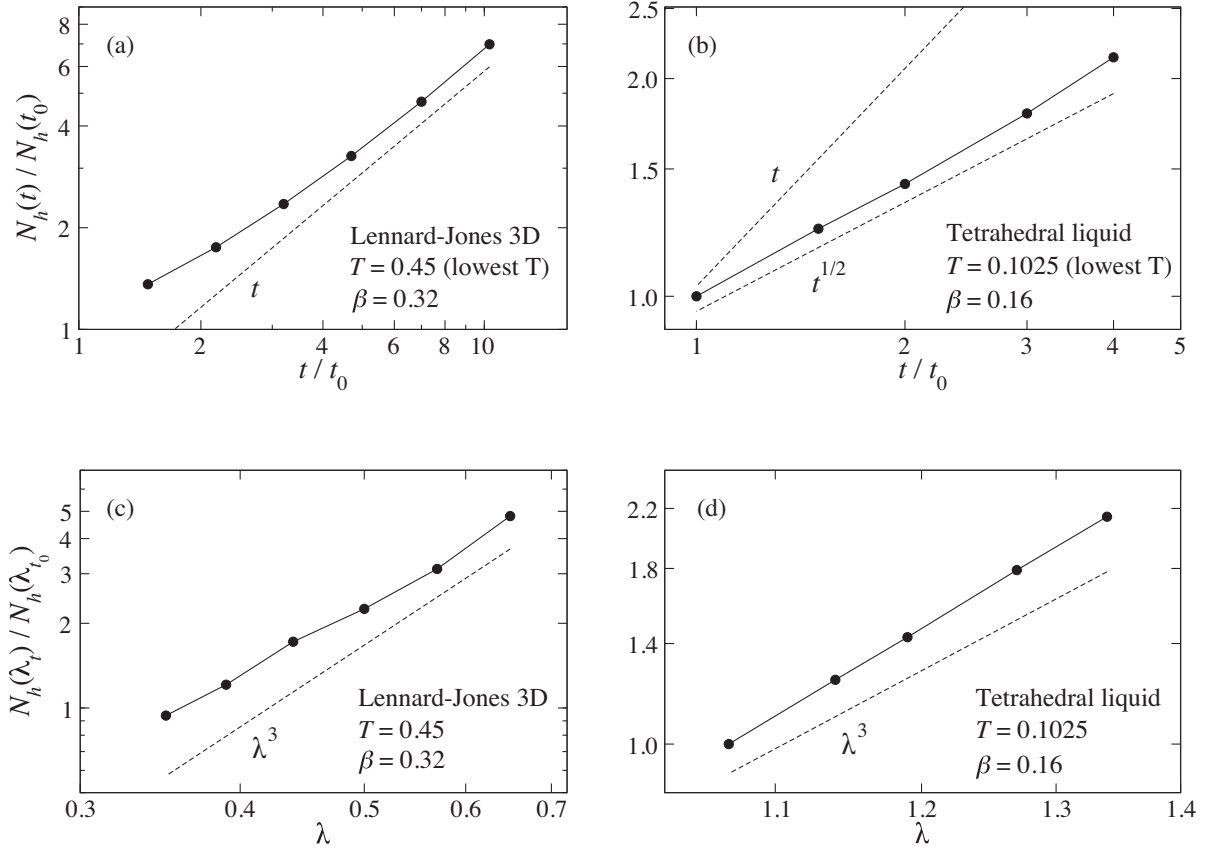 (a)
8
6
4
2
1
N_h(t) / N_h(t_0)
Lennard-Jones 3D
T = 0.45 (lowest T)
β = 0.32
t
1 2 4 6 8 10
t / t_0
(b)
2.5
2.0
1.5
1.0
t
t^{1/2}
Tetrahedral liquid
T = 0.1025 (lowest T)
β = 0.16
1 2 3 4 5
t / t_0
(c)
5
4
3
2
1
N_h(λ_t) / N_h(λ_{t_0})
Lennard-Jones 3D
T = 0.45
β = 0.32
λ^3
0.3 0.4 0.5 0.6 0.7
λ
(d)
2.2
1.8
1.4
1.0
λ^3
Tetrahedral liquid
T = 0.1025
β = 0.16
1.1 1.2 1.3 1.4
λ